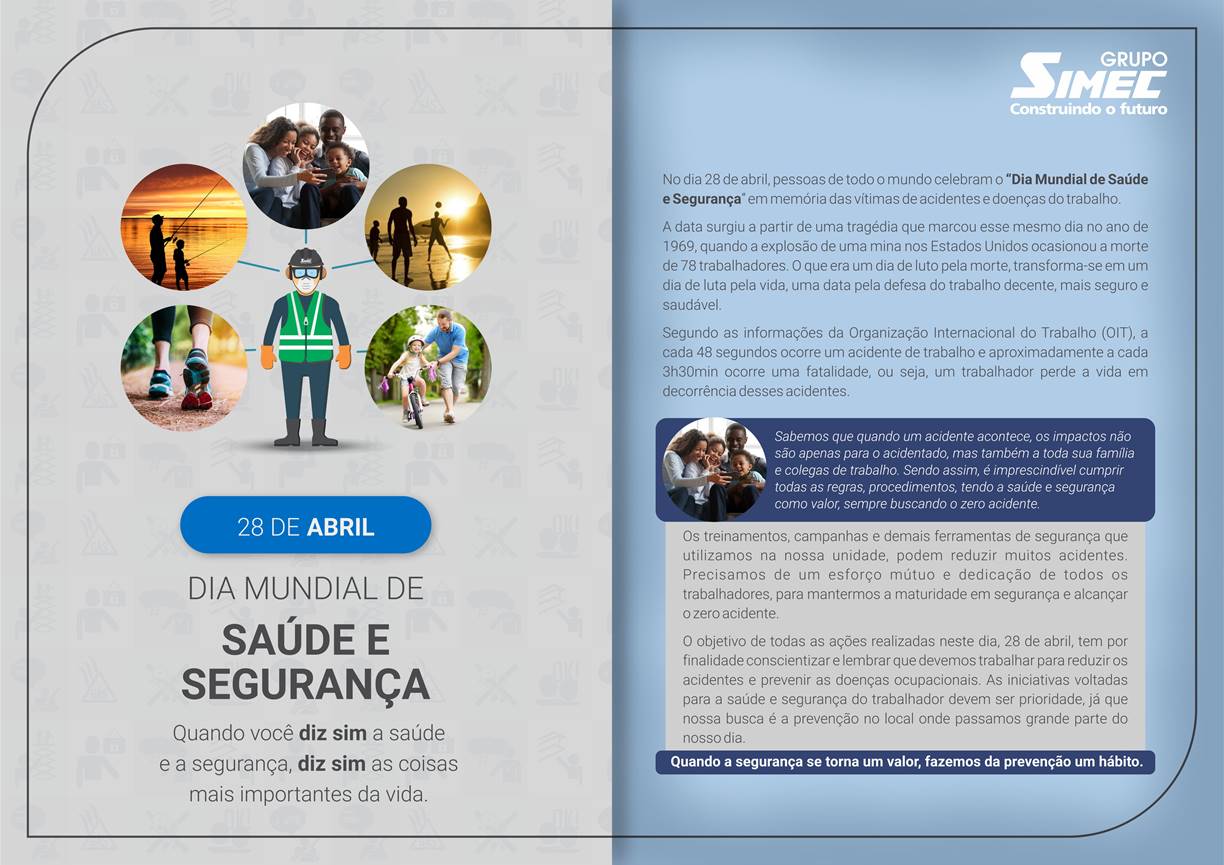 28 DE ABRIL
DIA MUNDIAL DE
SAÚDE E
SEGURANÇA
Quando você diz sim a saúde
e a segurança, diz sim as coisas
mais importantes da vida.
SIMEC
GRUPO
SIMEC
Construindo o futuro
No dia 28 de abril, pessoas de todo o mundo celebram o "Dia Mundial de Saúde
e Segurança" em memória das vítimas de acidentes e doenças do trabalho.
A data surgiu a partir de uma tragédia que marcou esse mesmo dia no ano de
1969, quando a explosão de uma mina nos Estados Unidos ocasionou a morte
de 78 trabalhadores. O que era um dia de luto pela morte, transforma-se em um
dia de luta pela vida, uma data pela defesa do trabalho decente, mais seguro e
saudável.
Segundo as informações da Organização Internacional do Trabalho (OIT), a
cada 48 segundos ocorre um acidente de trabalho e aproximadamente a cada
3h30min ocorre uma fatalidade, ou seja, um trabalhador perde a vida em
decorrência desses acidentes.
Sabemos que quando um acidente acontece, os impactos não
são apenas para o acidentado, mas também a toda sua família
e colegas de trabalho. Sendo assim, é imprescindível cumprir
todas as regras, procedimentos, tendo a saúde e segurança
como valor, sempre buscando o zero acidente.
Os treinamentos, campanhas e demais ferramentas de segurança que
utilizamos na nossa unidade, podem reduzir muitos acidentes.
Precisamos de um esforço mútuo e dedicação de todos os
trabalhadores, para mantermos a maturidade em segurança e alcançar
o zero acidente.
O objetivo de todas as ações realizadas neste dia, 28 de abril, tem por
finalidade conscientizar e lembrar que devemos trabalhar para reduzir os
acidentes e prevenir as doenças ocupacionais. As iniciativas voltadas
para a saúde e segurança do trabalhador devem ser prioridade, já que
nossa busca é a prevenção no local onde passamos grande parte do
nosso dia.
Quando a segurança se torna um valor, fazemos da prevenção um hábito.